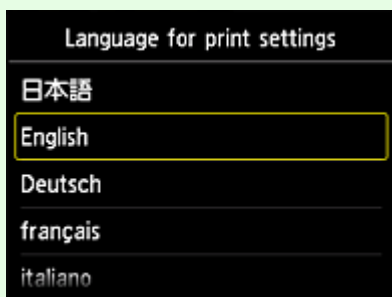 Language for print settings
日本語
English
Deutsch
français
italiano